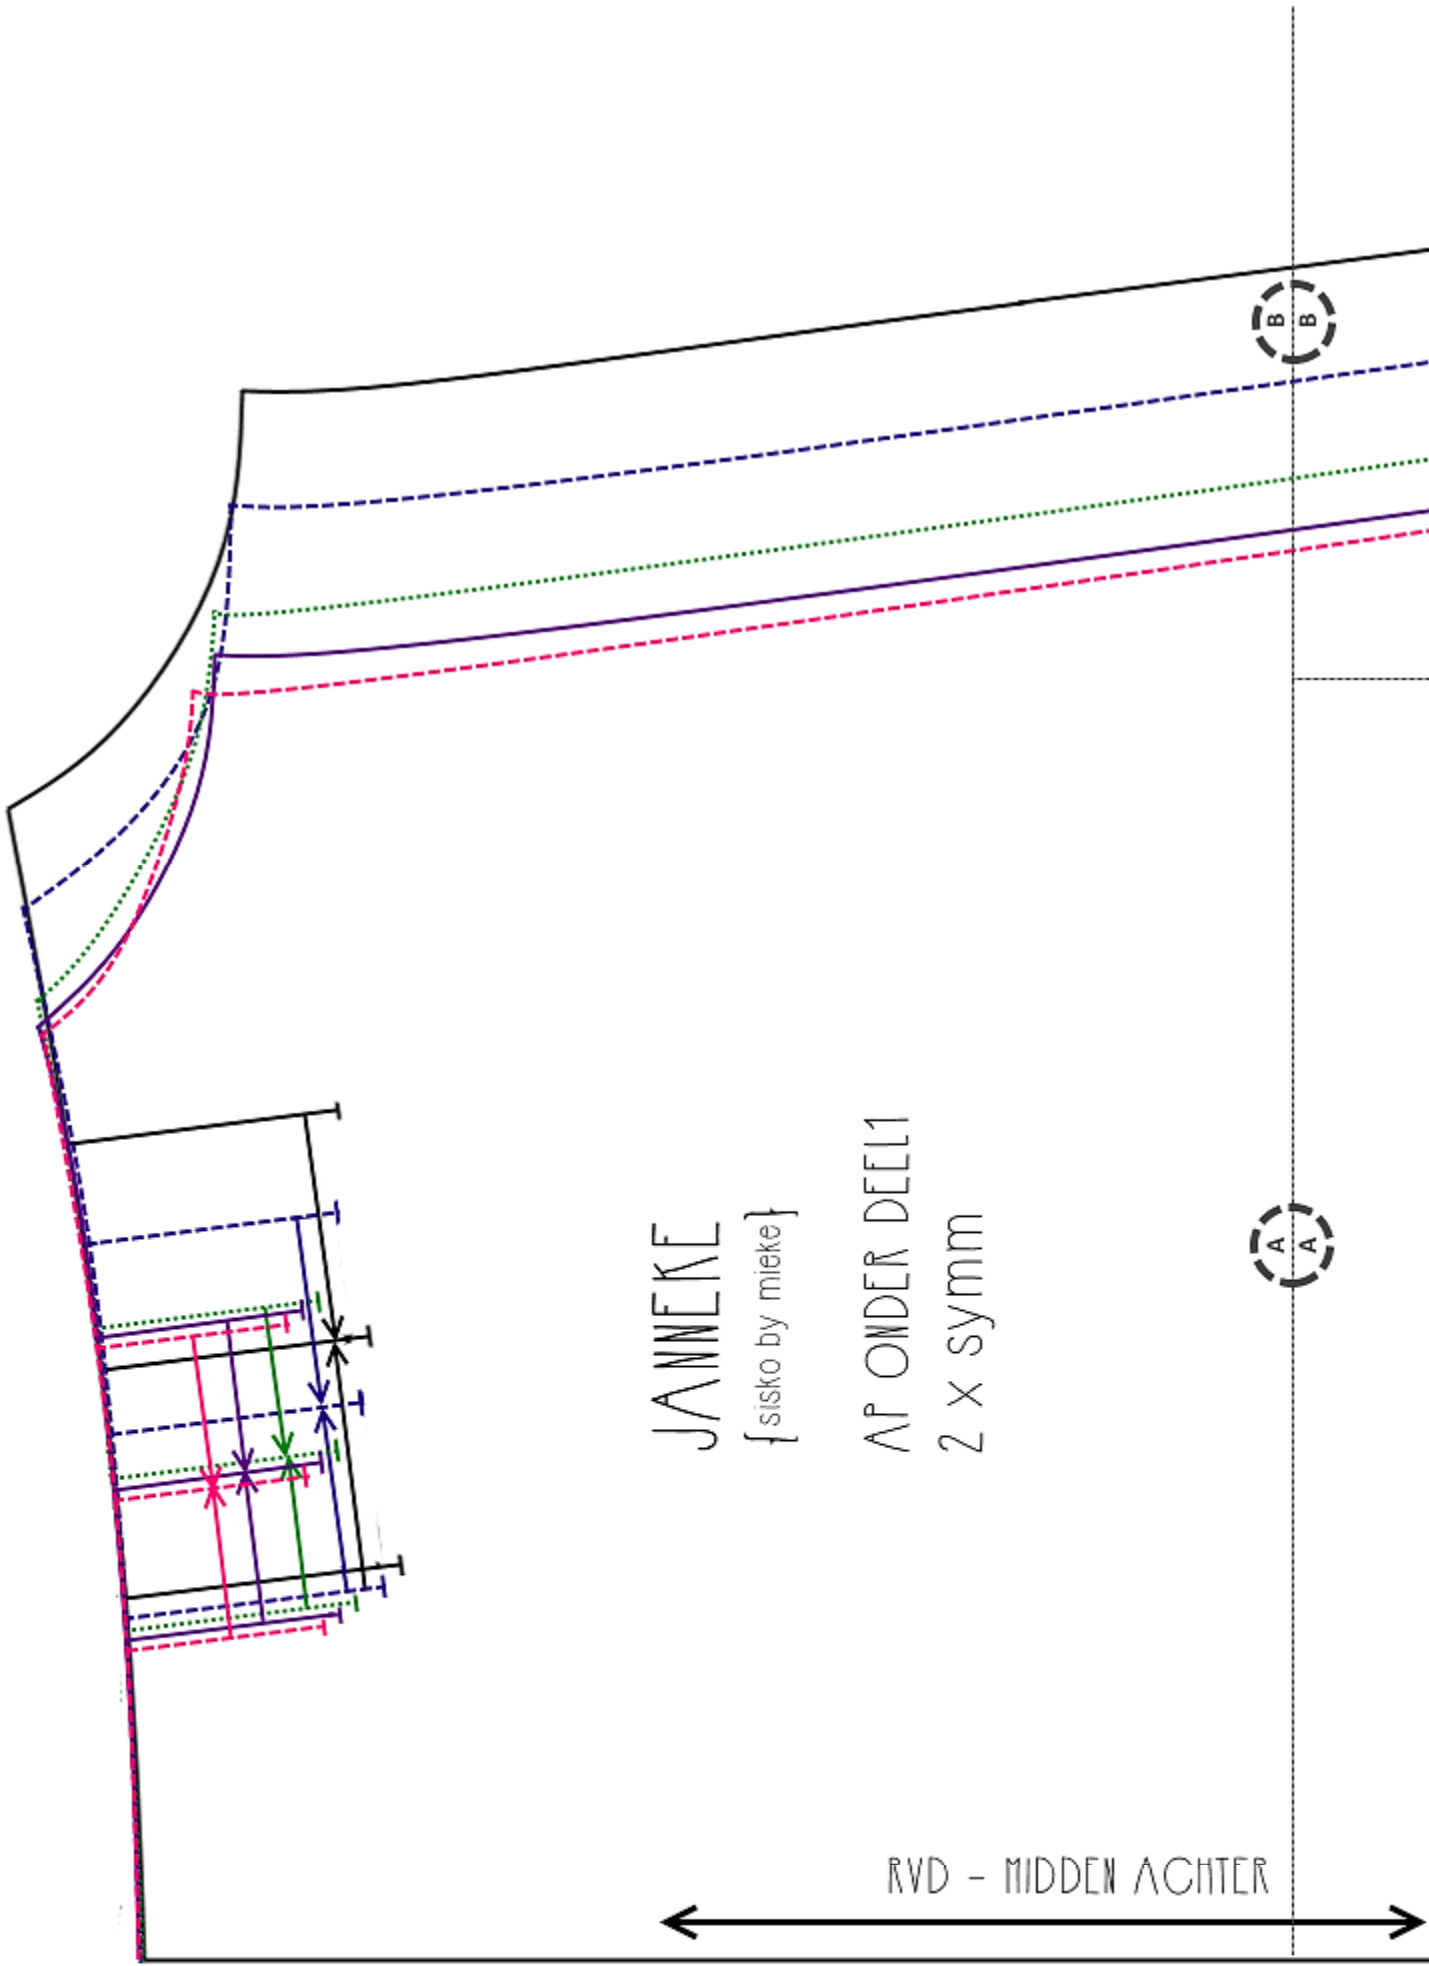 JANNEKE
{sisko by mieke}
AP ONDER DEEL1
2 x symm
B
B
A
A
RVD - MIDDEN ACHTER